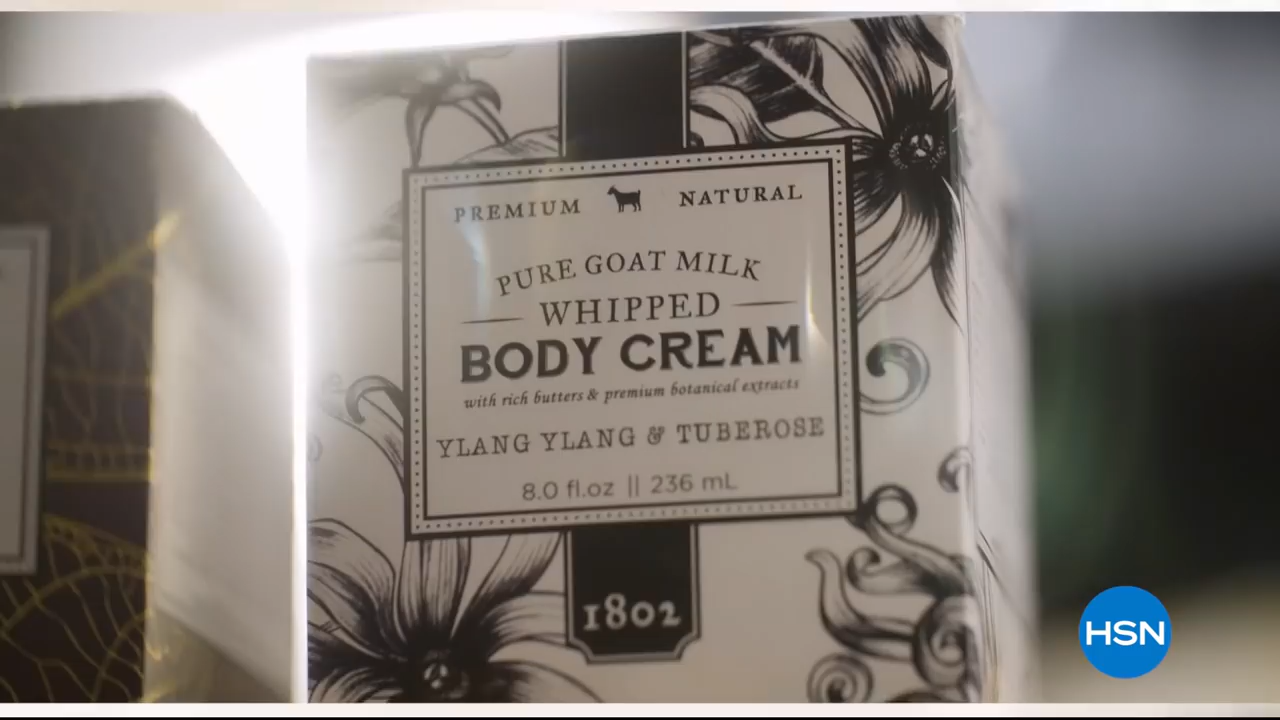 PREMIUM NATURAL
PURE GOAT MILK
WHIPPED
BODY CREAM
with rich butters & premium botanical extracts
YLANG YLANG & TUBEROSE
8.0 fl.oz || 236 mL
1802
HSN